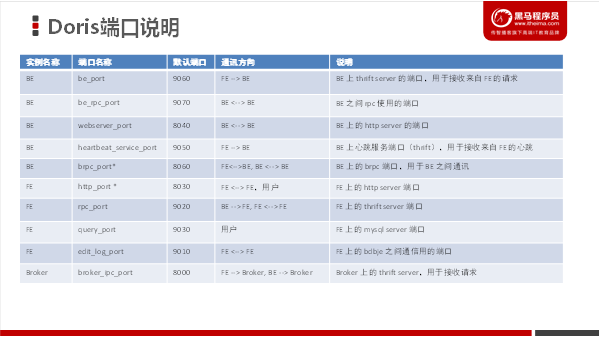 Doris端口说明
黑马程序员
www.itheima.com
传智播客旗下高端IT教育品牌
实例名称 端口名称 默认端口 通讯方向 说明
BE be_port 9060 FE --> BE BE 上 thrift server 的端口，用于接收来自 FE 的请求
BE be_rpc_port 9070 BE <--> BE BE 之间 rpc 使用的端口
BE webserver_port 8040 BE <--> BE BE 上的 http server 的端口
BE heartbeat_service_port 9050 FE --> BE BE 上心跳服务端口（thrift），用于接收来自 FE 的心跳
BE brpc_port* 8060 FE<-->BE, BE <--> BE BE 上的 brpc 端口，用于 BE 之间通讯
FE http_port * 8030 FE <--> FE，用户 FE 上的 http server 端口
FE rpc_port 9020 BE -->FE, FE <-->FE FE 上的 thrift server 端口
FE query_port 9030 用户 FE 上的 mysql server 端口
FE edit_log_port 9010 FE <--> FE FE 上的 bdbje 之间通信用的端口
Broker broker_ipc_port 8000 FE --> Broker, BE --> Broker Broker 上的 thrift server，用于接收请求